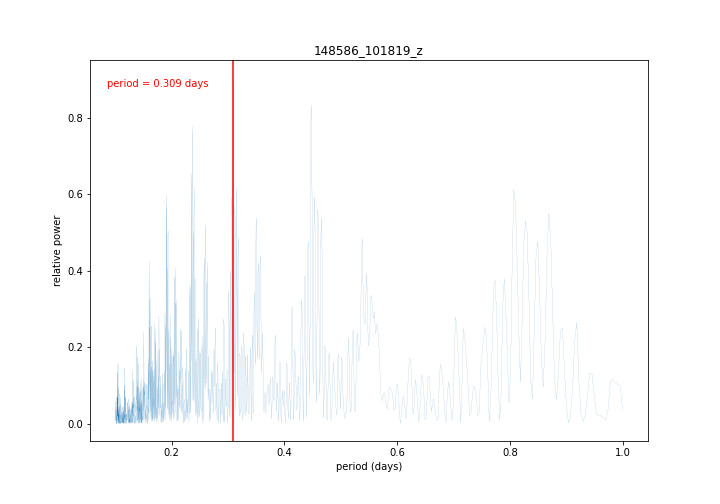 148586_101819_z
period = 0.309 days
relative power
0.8
0.6
0.4
0.2
0.0
0.2 0.4 0.6 0.8 1.0
period (days)